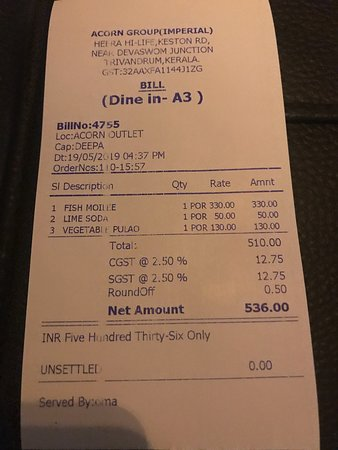 ACORN GROUP(IMPERIAL)
HEERA HI-LIFE,KESTON RD,
NEAR DEVASWOM JUNCTION
TRIVANDRUM,KERALA.
GST:32AAXFA1144J1ZG
BILL
(Dine in- A3 )
BillNo:4755
Loc:ACORN OUTLET
Cap:DEEPA
Dt:19/05/2019 04:37 PM
OrderNos:110-15:57
Sl Description Qty Rate Amnt
1 FISH MOILEE 1 POR 330.00 330.00
2 LIME SODA 1 POR 50.00 50.00
3 VEGETABLE PULAO 1 POR 130.00 130.00
Total: 510.00
CGST @ 2.50 % 12.75
SGST @ 2.50 % 12.75
RoundOff 0.50
Net Amount 536.00
INR Five Hundred Thirty-Six Only
UNSETTLED 0.00
Served By:oma